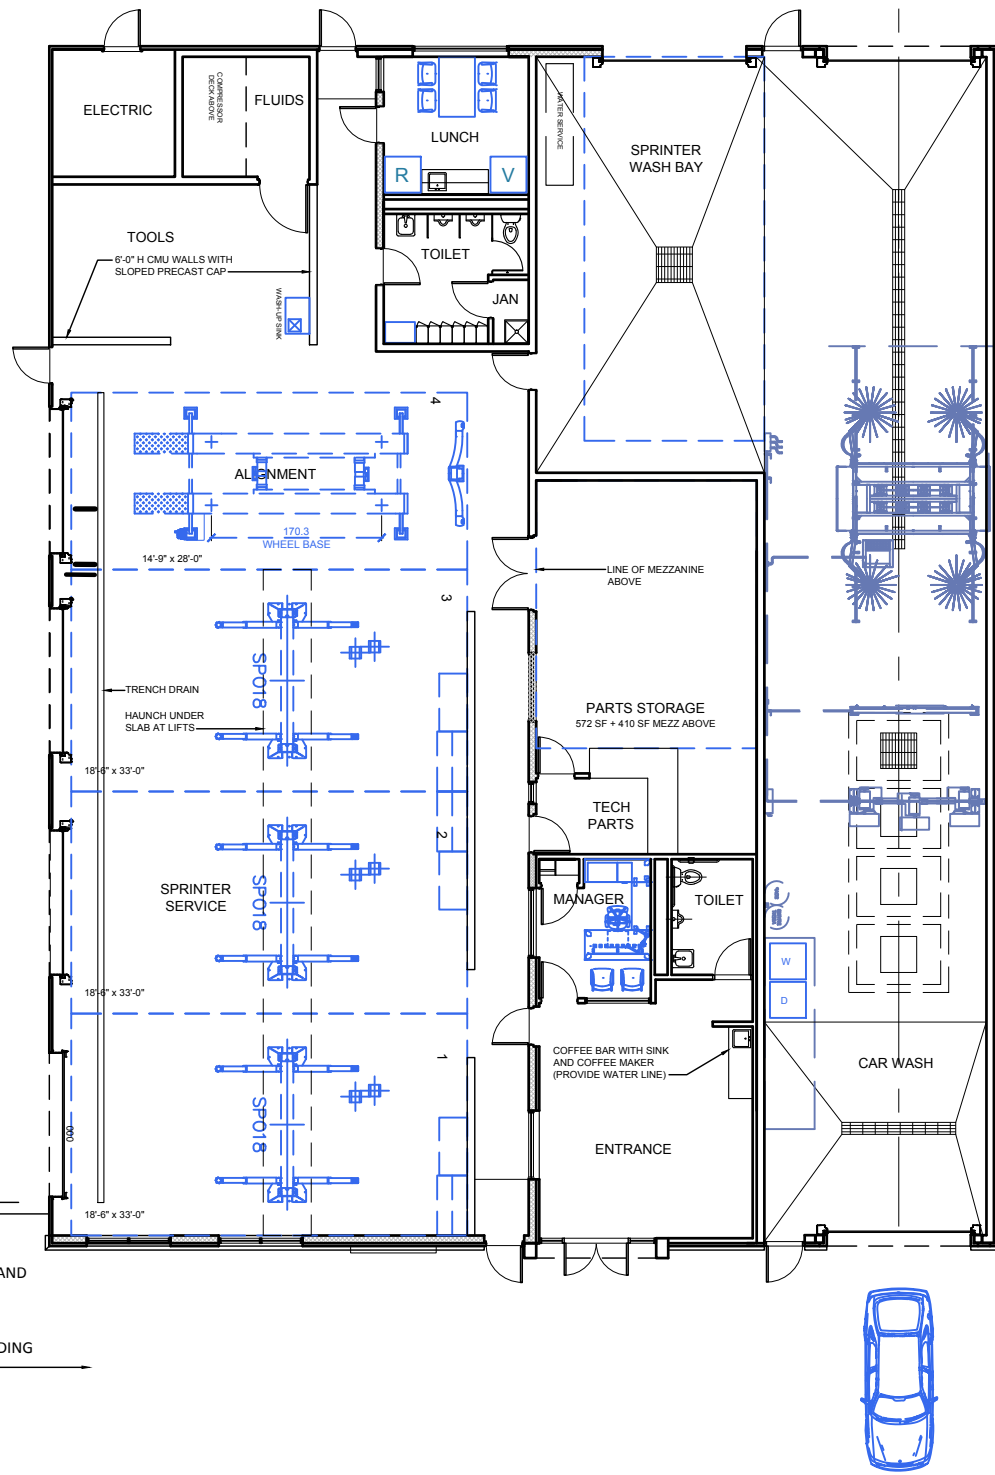 ELECTRIC
COMPRESSOR
DECK ABOVE
FLUIDS
LUNCH
R
V
WATER SERVICE
SPRINTER
WASH BAY
TOOLS
6'-0" H CMU WALLS WITH
SLOPED PRECAST CAP
WASH-UP SINK
TOILET
JAN
4
ALIGNMENT
170.3
WHEEL BASE
14'-9" x 28'-0"
LINE OF MEZZANINE
ABOVE
3
SPO18
TRENCH DRAIN
HAUNCH UNDER
SLAB AT LIFTS
PARTS STORAGE
572 SF + 410 SF MEZZ ABOVE
18'-6" x 33'-0"
TECH
PARTS
2
SPRINTER
SERVICE
SPO18
MANAGER
TOILET
W
D
18'-6" x 33'-0"
COFFEE BAR WITH SINK
AND COFFEE MAKER
(PROVIDE WATER LINE)
CAR WASH
1
SPO18
000
ENTRANCE
18'-6" x 33'-0"
AND
DING